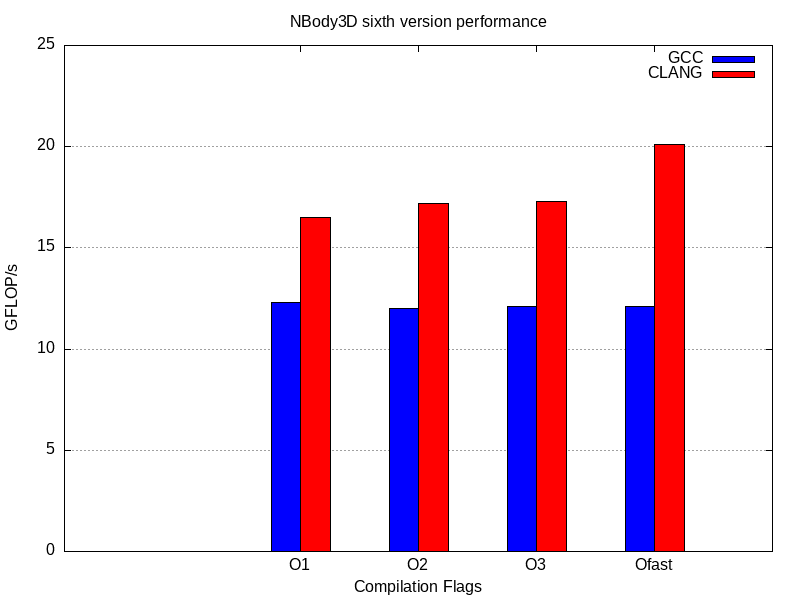 NBody3D sixth version performance
25
GCC
CLANG
20
15
GFLOP/s
10
5
0
O1 O2 O3 Ofast
Compilation Flags